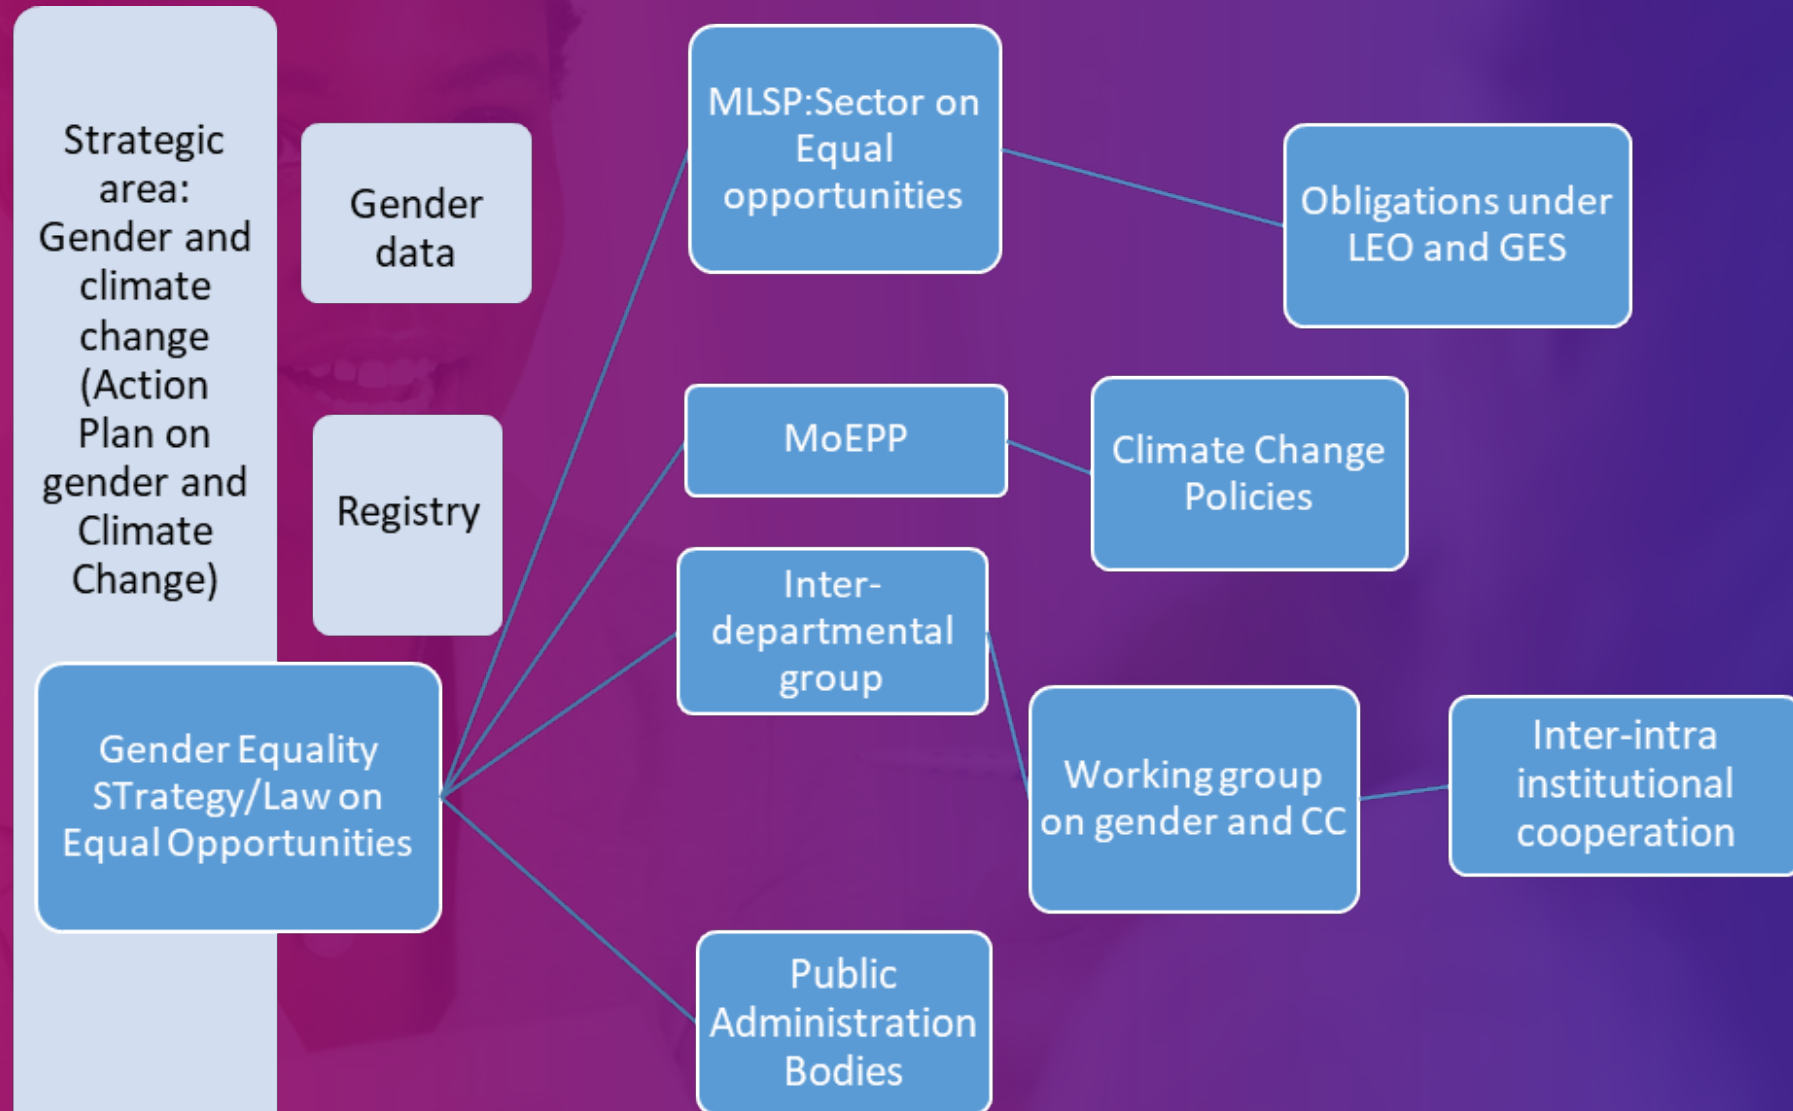 Strategic
area:
Gender and
climate
change
(Action
Plan on
gender and
Climate
Change)
Gender
data
Registry
Gender Equality
STrategy/Law on
Equal Opportunities
MLSP:Sector on
Equal
opportunities
Obligations under
LEO and GES
MoEPP
Climate Change
Policies
Inter-
departmental
group
Working group
on gender and CC
Inter-intra
institutional
cooperation
Public
Administration
Bodies